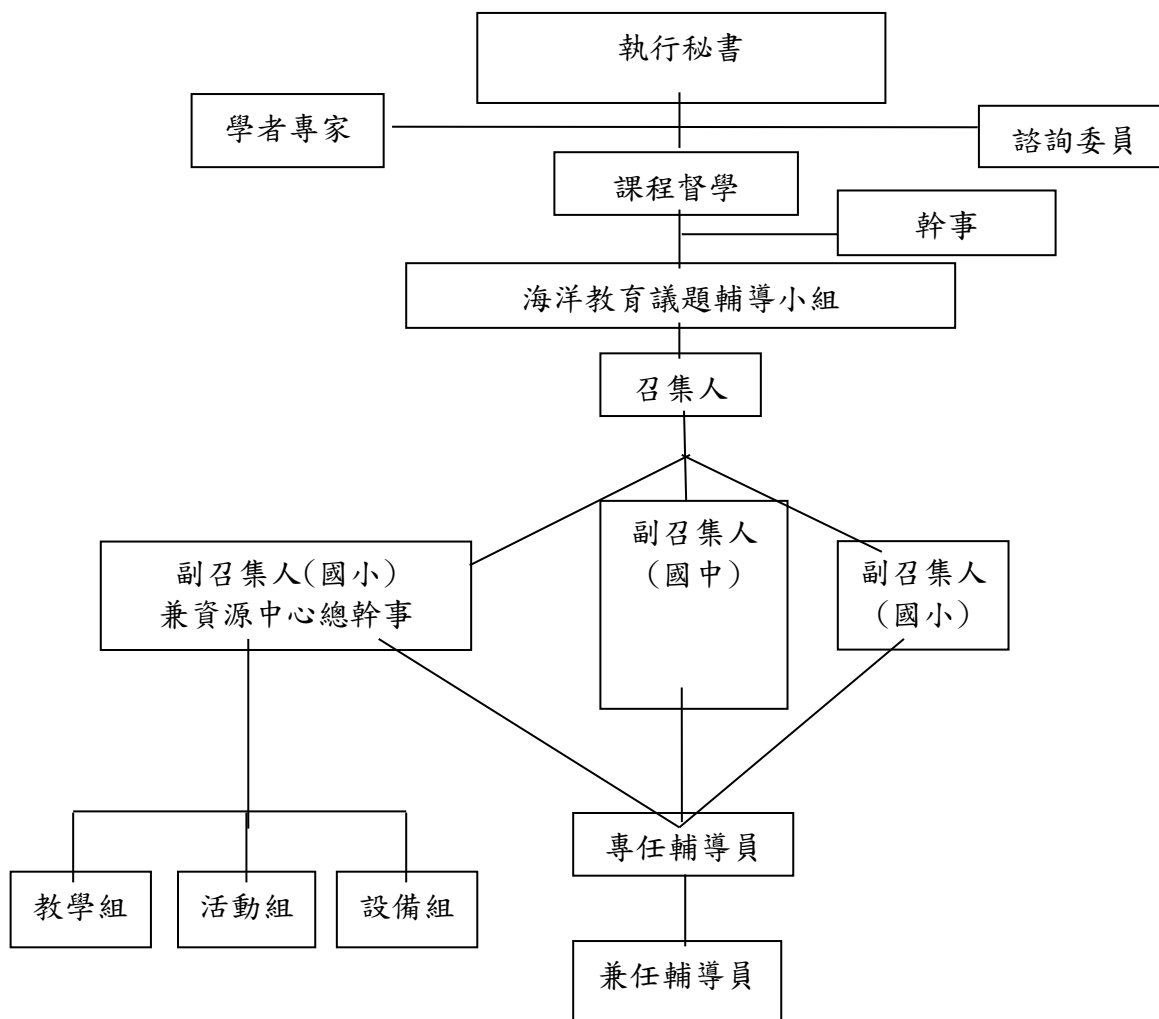 執行秘書
學者專家
諮詢委員
課程督學
幹事
海洋教育議題輔導小組
召集人
副召集人(國小)
兼資源中心總幹事
副召集人
(國中)
副召集人
(國小)
專任輔導員
教學組
活動組
設備組
兼任輔導員